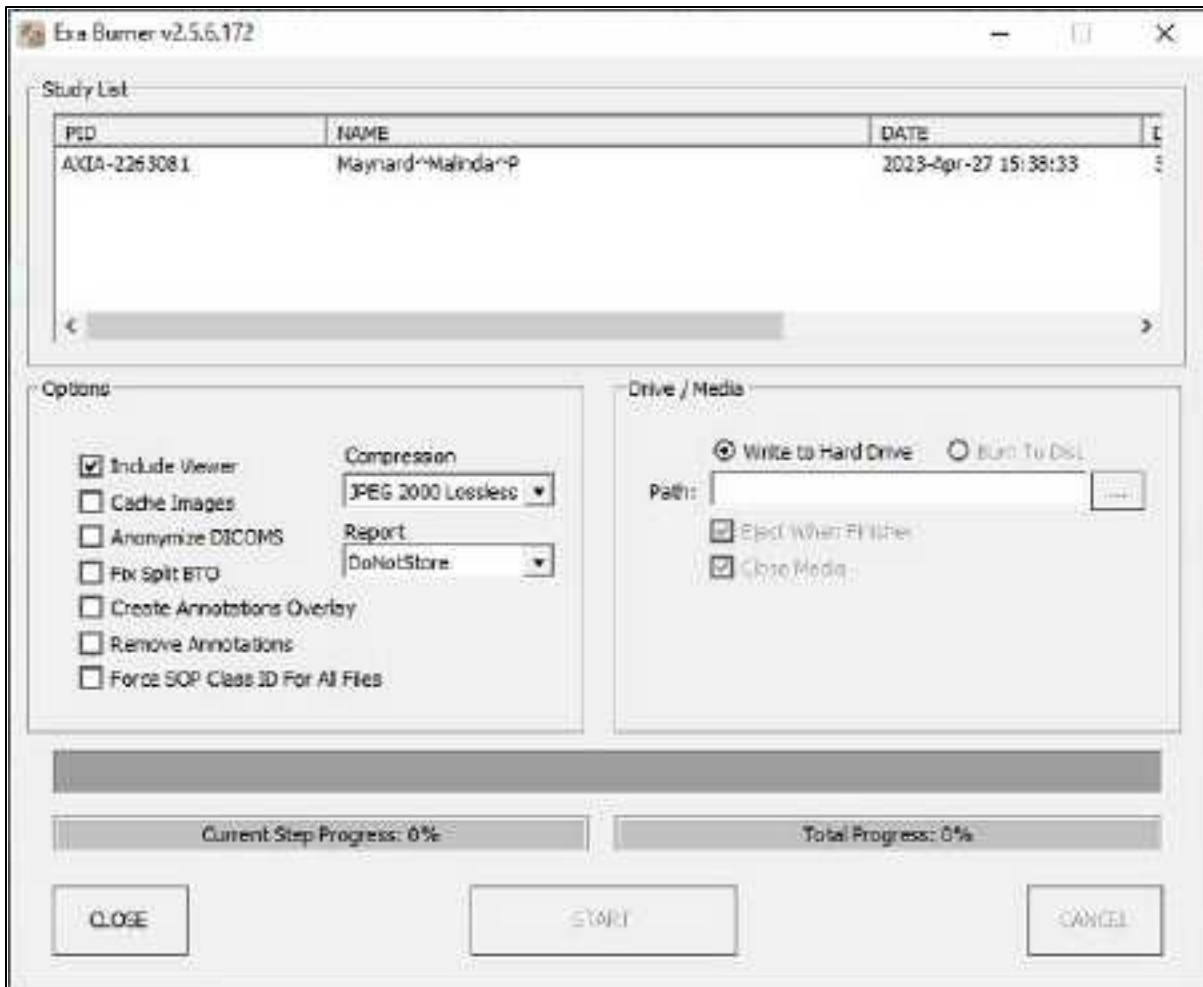 Exa Burner v2.5.6.172
Study List
PID NAME DATE
AXIA-2263081 Maynard^Malinda^P 2023-Apr-27 15:38:33
Options
Include Viewer
Cache Images
Anonymize DICOMS
Fix Split BTO
Create Annotations Overlay
Remove Annotations
Force SOP Class ID For All Files
Compression
JPEG 2000 Lossless
Report
DoNotStore
Drive / Media
Write to Hard Drive Burn To Disc
Path: ...
Eject When Finished
Close Media
Current Step Progress: 0% Total Progress: 0%
CLOSE START CANCEL